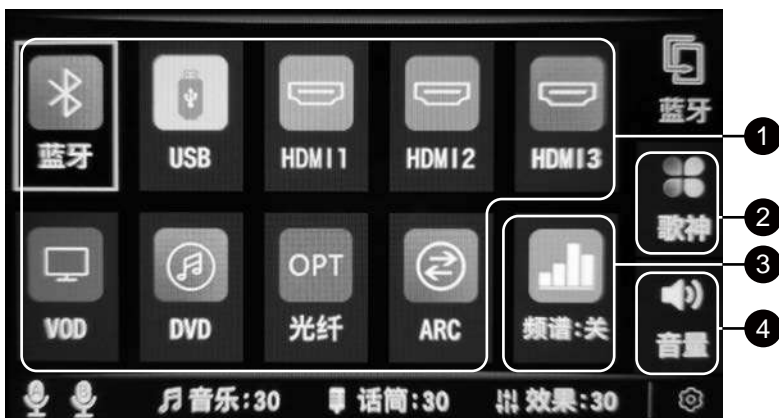 蓝牙
USB
HDMI1
HDMI2
HDMI3
蓝牙
1
歌神
2
3
VOD
DVD
OPT
光纤
ARC
频谱:关
音量
4
A
B
音乐:30
话筒:30
效果:30